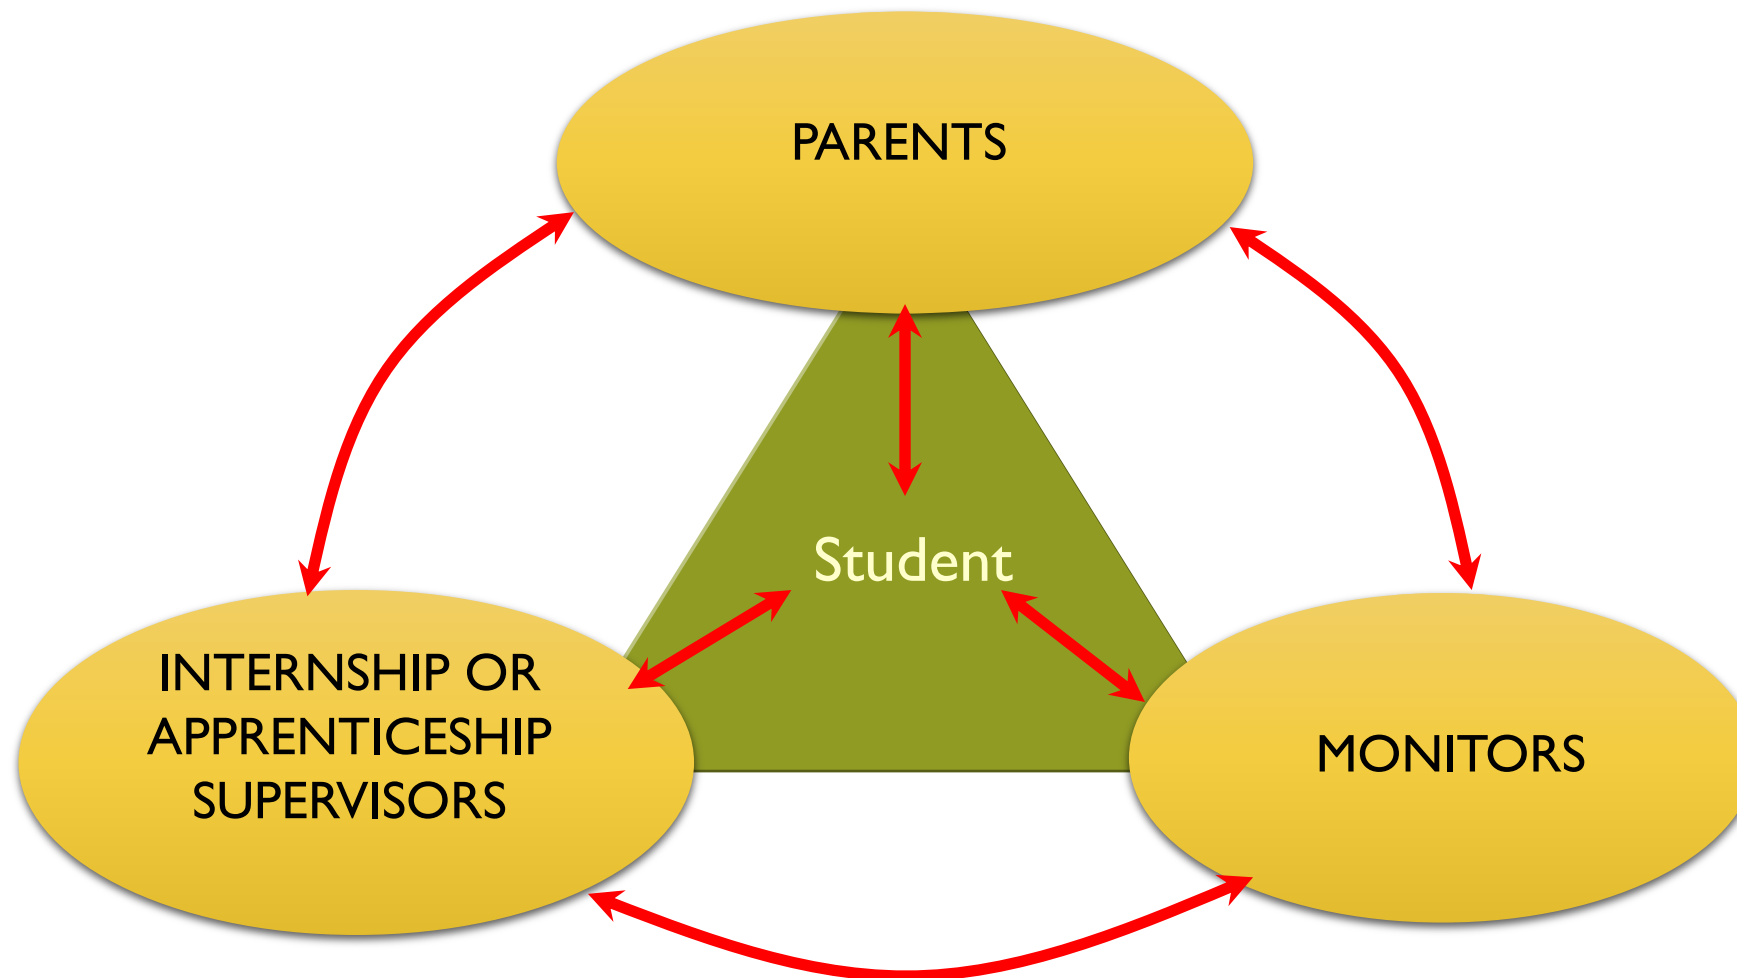 PARENTS
Student
INTERNSHIP OR
APPRENTICESHIP
SUPERVISORS
MONITORS